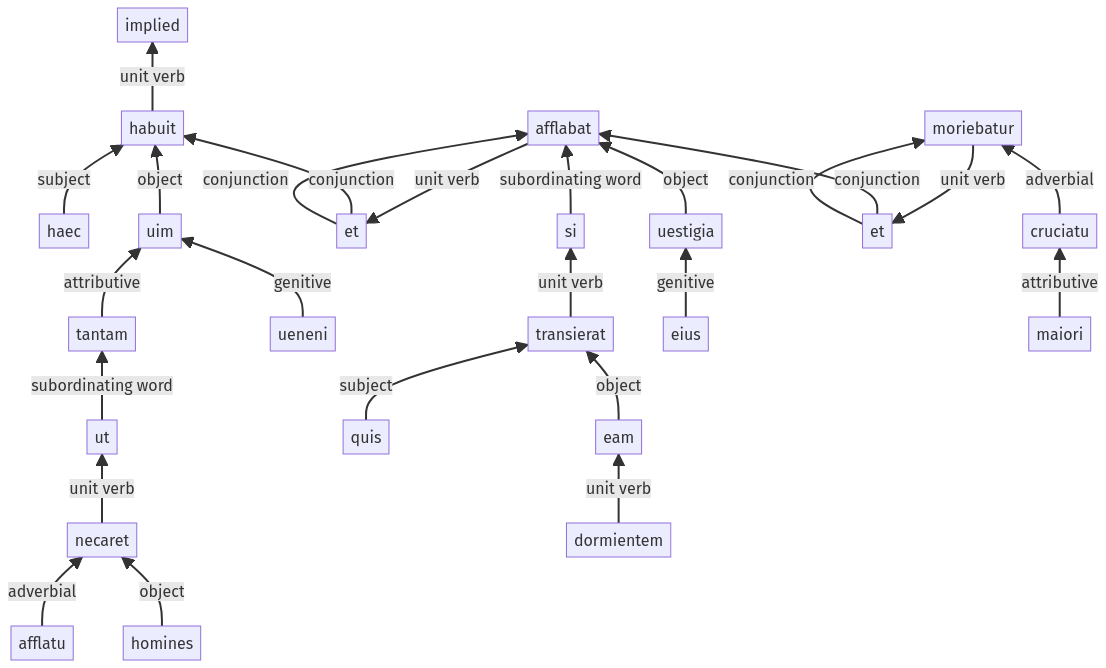 implied
unit verb
habuit
afflabat
moriebatur
subject
object
conjunction
conjunction
unit verb
subordinating word
object
conjunction
conjunction
unit verb
adverbial
haec
uim
et
si
uestigia
et
cruciatu
attributive
genitive
unit verb
genitive
attributive
tantam
ueneni
transierat
eius
maiori
subordinating word
subject
object
ut
quis
eam
unit verb
unit verb
necaret
dormientem
adverbial
object
afflatu
homines